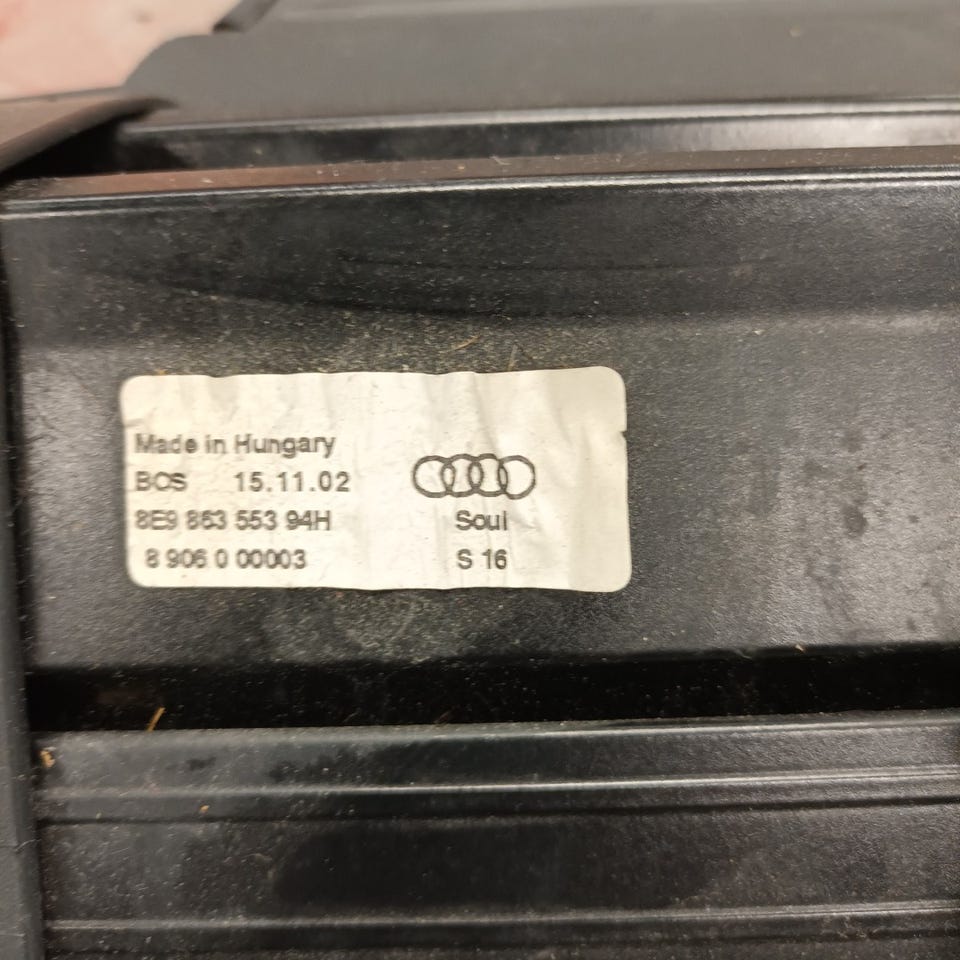 Made in Hungary
BOS 15.11.02
8E9 863 553 94H Soul
8 906 0 00003 S 16